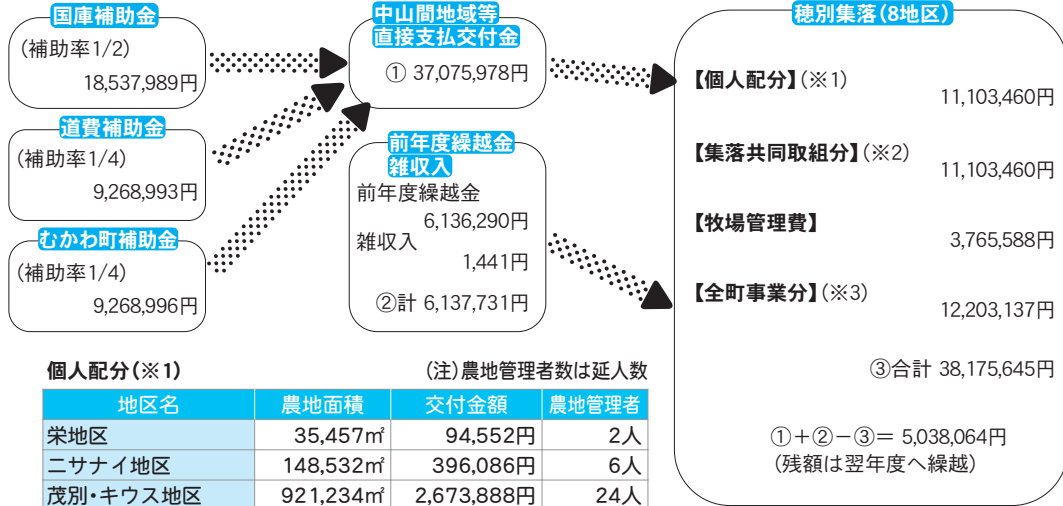 国庫補助金
(補助率1/2)
18,537,989円
道費補助金
(補助率1/4)
9,268,993円
むかわ町補助金
(補助率1/4)
9,268,996円
中山間地域等
直接支払交付金
① 37,075,978円
前年度繰越金
雑収入
前年度繰越金
6,136,290円
雑収入
1,441円
②計 6,137,731円
穂別集落(8地区)
【個人配分】(※1)
11,103,460円
【集落共同取組分】(※2)
11,103,460円
【牧場管理費】
3,765,588円
【全町事業分】(※3)
12,203,137円
③合計 38,175,645円
①+②-③= 5,038,064円
(残額は翌年度へ繰越)
個人配分(※1) (注)農地管理者数は延人数
地区名 農地面積 交付金額 農地管理者
栄地区 35,457㎡ 94,552円 2人
ニサナイ地区 148,532㎡ 396,086円 6人
茂別・キウス地区 921,234㎡ 2,673,888円 24人